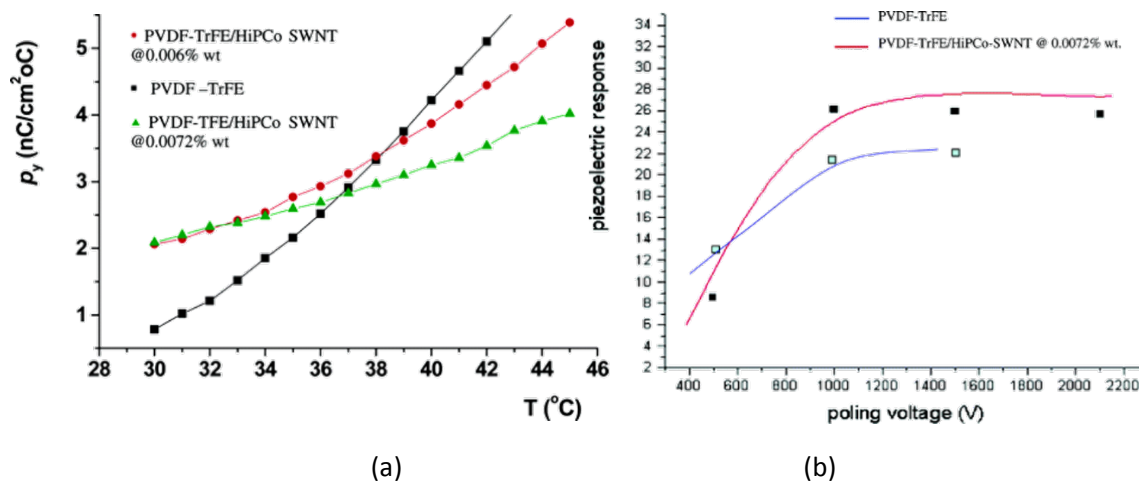 PVDF-TrFE/HiPCo SWNT
@0.006% wt
PVDF –TrFE
PVDF-TFE/HiPCo SWNT
@0.0072% wt
p_y (nC/cm²oC)
5
4
3
2
1
28 30 32 34 36 38 40 42 44 46
T (°C)
(a)
PVDF-TrFE
PVDF-TrFE/HiPCo-SWNT @ 0.0072% wt.
piezoelectric response
34
32
30
28
26
24
22
20
18
16
14
12
10
8
6
4
2
400 600 800 1000 1200 1400 1600 1800 2000 2200
poling voltage (V)
(b)